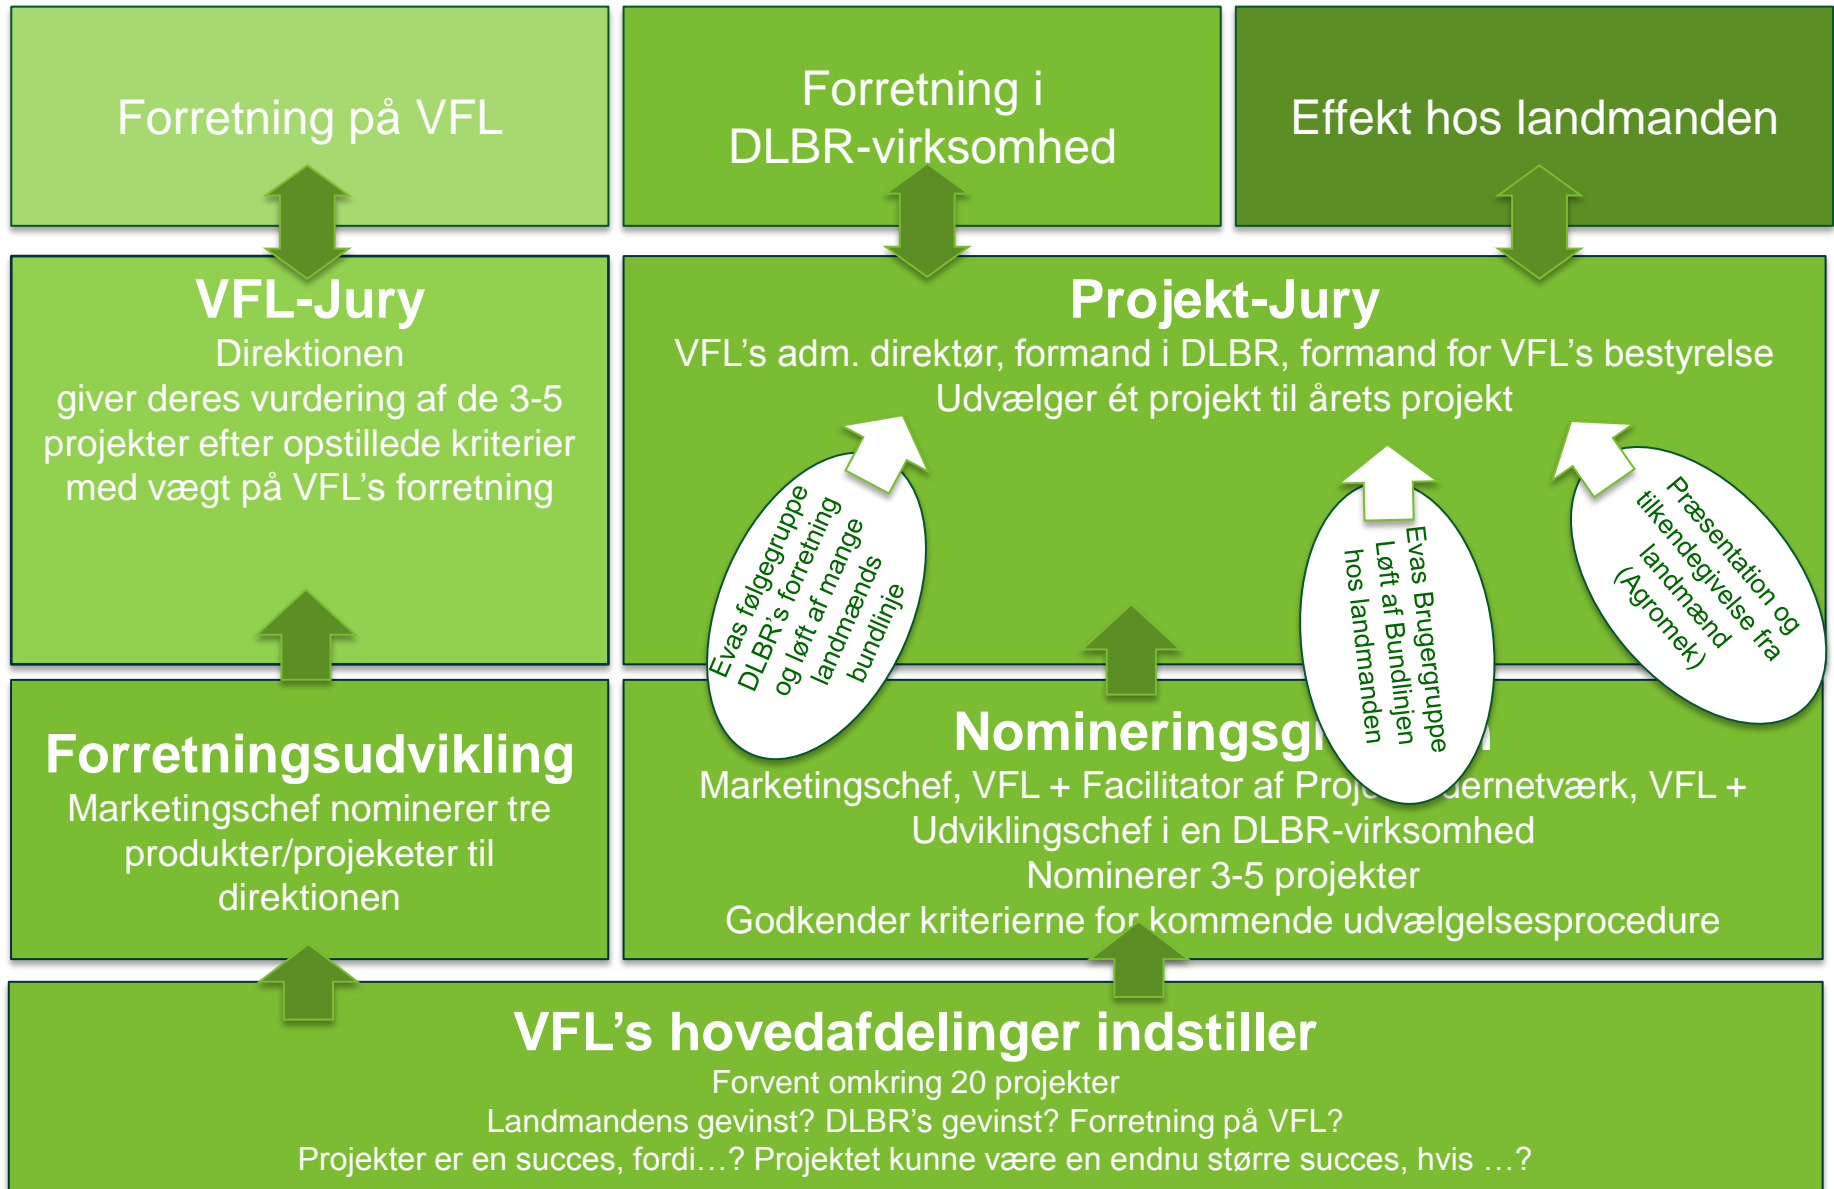 Forretning på VFL
Forretning i
DLBR-virksomhed
Effekt hos landmanden
VFL-Jury
Direktionen
giver deres vurdering af de 3-5
projekter efter opstillede kriterier
med vægt på VFL’s forretning
Projekt-Jury
VFL’s adm. direktør, formand i DLBR, formand for VFL’s bestyrelse
Udvælger ét projekt til årets projekt
Evas følgegruppe
DLBR’s forretning
og løft af mange
landmænds
bundlinje
Evas Brugergruppe
Løft af Bundlinjen
hos landmanden
Præsentation og
tilkendegivelse fra
landmænd
(Agromek)
Forretningsudvikling
Marketingschef nominerer tre
produkter/projeketer til
direktionen
Marketingschef, VFL + Facilitator af dernetværk, VFL +
Udviklingschef i en DLBR-virksomhed
Nominerer 3-5 projekter
Godkender kriterierne for kommende udvælgelsesprocedure
VFL’s hovedafdelinger indstiller
Forvent omkring 20 projekter
Landmandens gevinst? DLBR’s gevinst? Forretning på VFL?
Projekter er en succes, fordi…? Projektet kunne være en endnu større succes, hvis …?